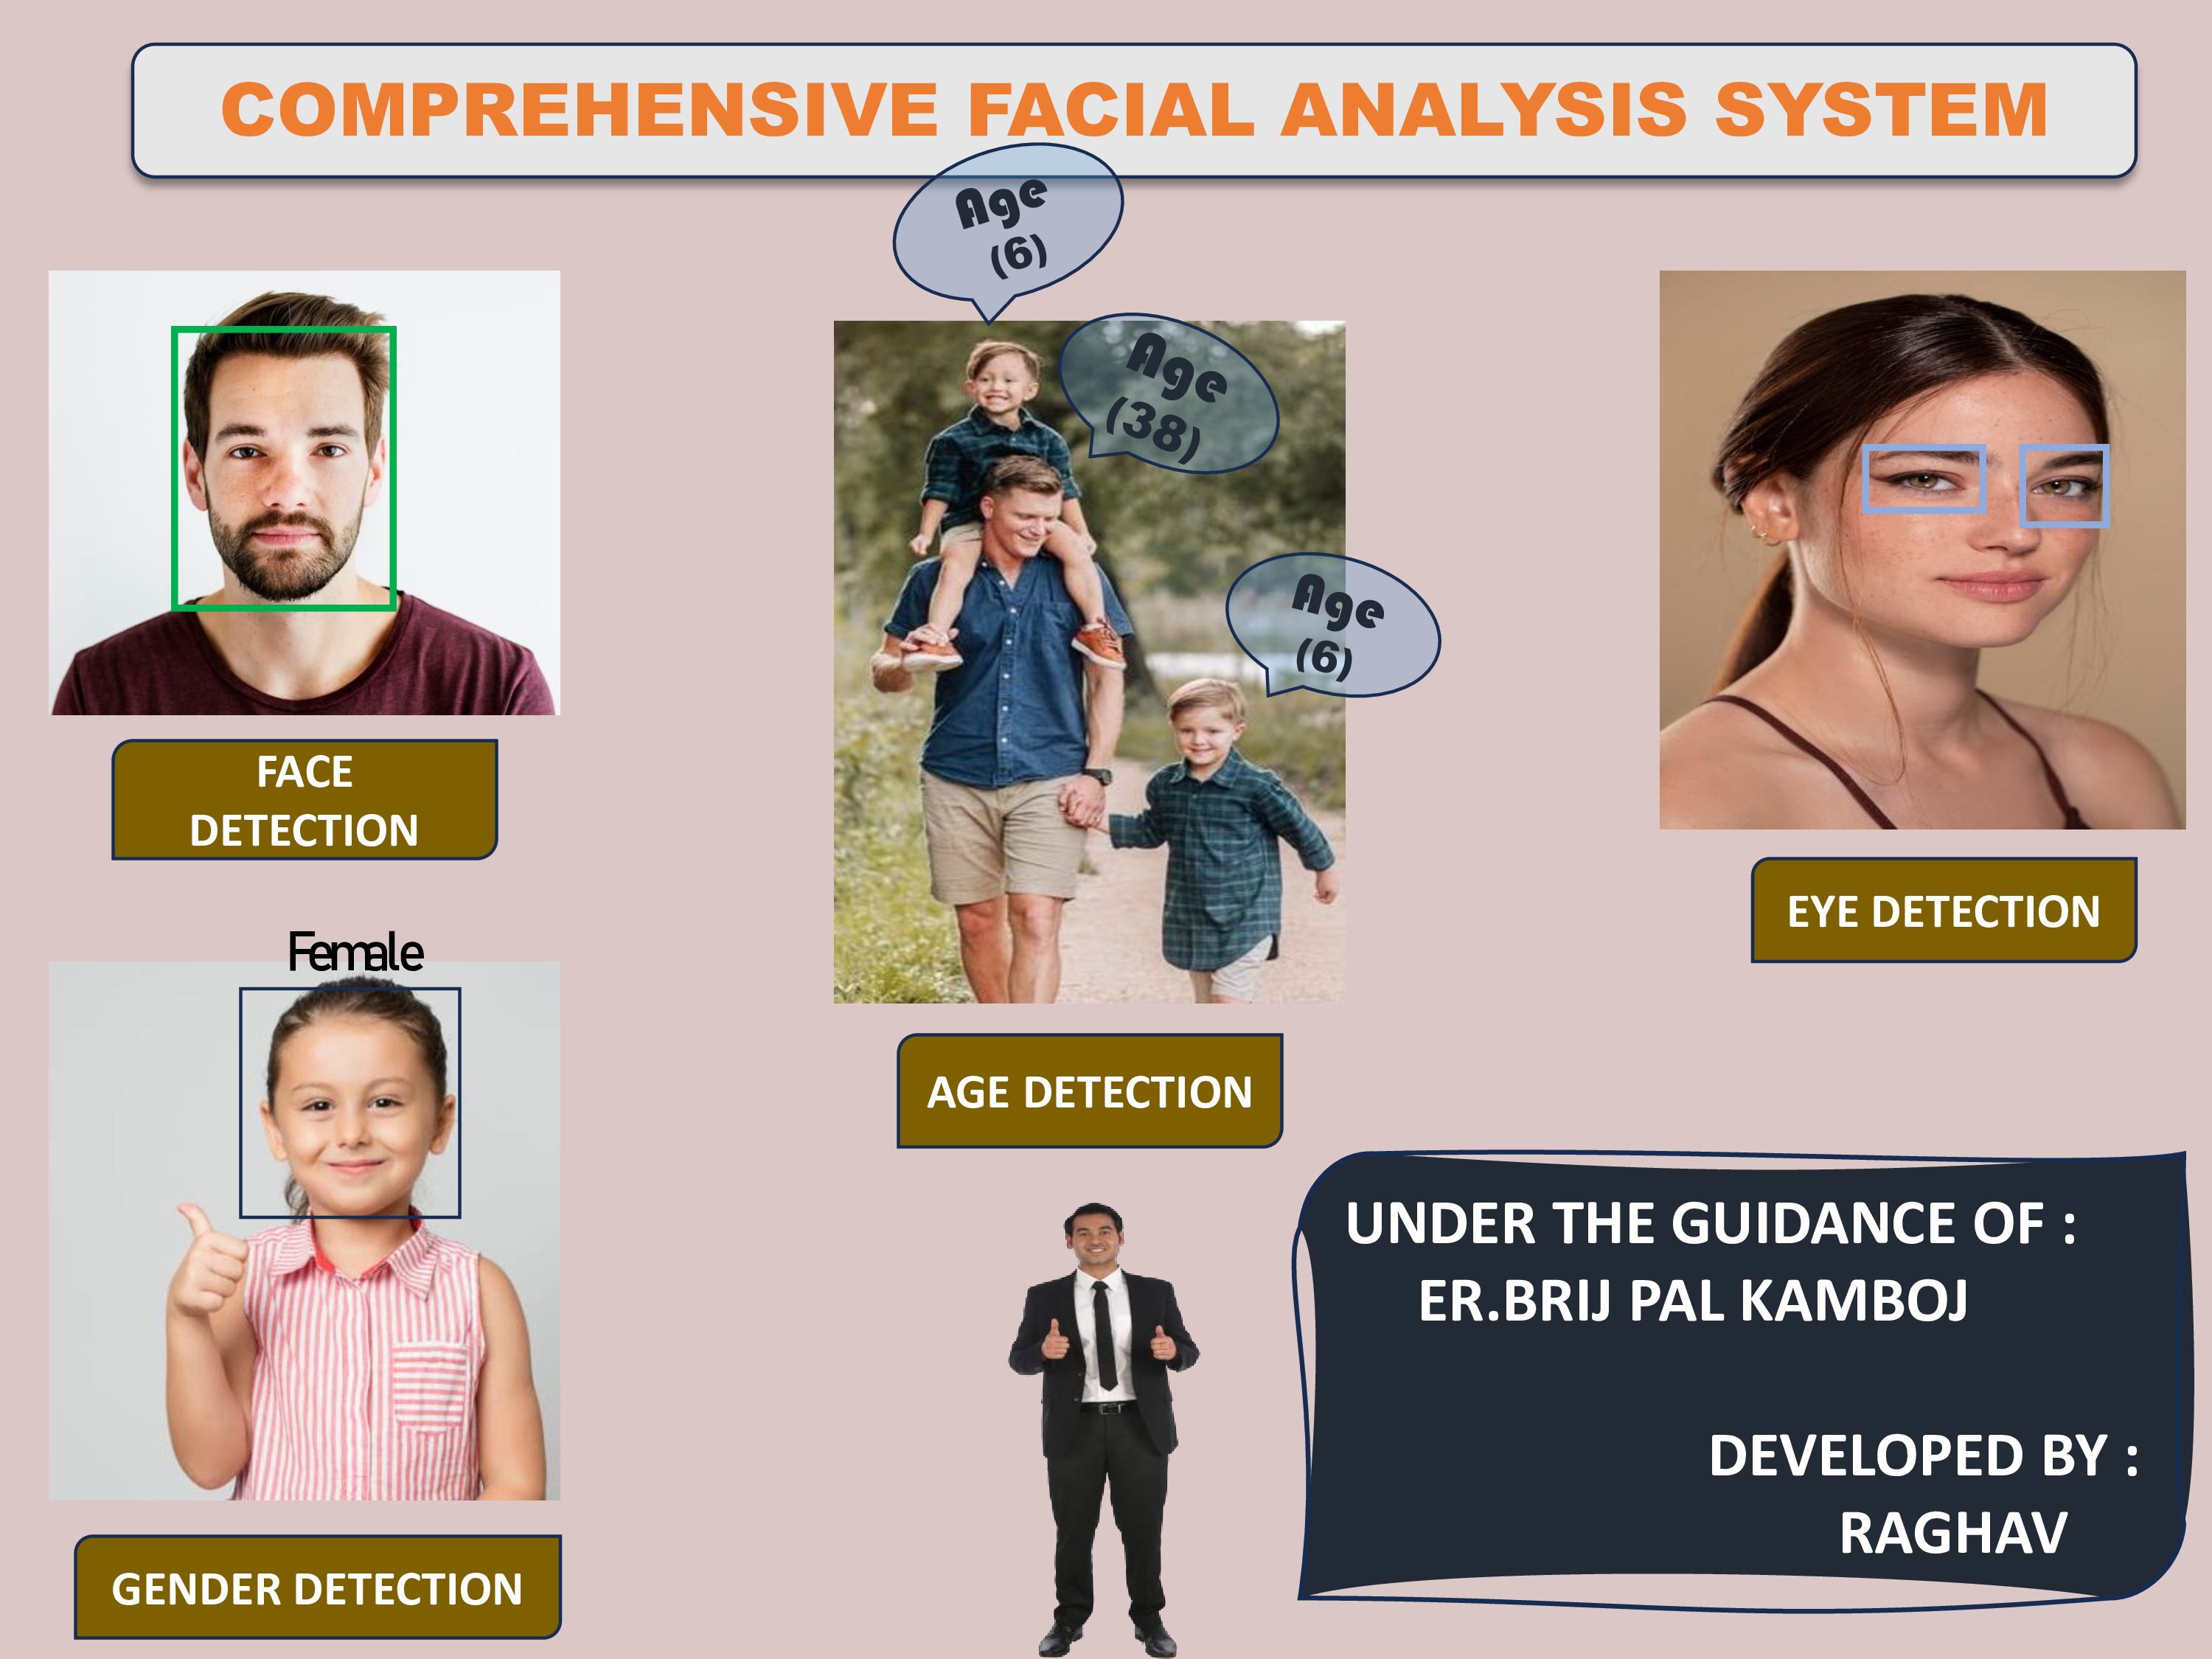 COMPREHENSIVE FACIAL ANALYSIS SYSTEM
Age
(6)
Age
(38)
Age
(6)
FACE
DETECTION
EYE DETECTION
Female
AGE DETECTION
GENDER DETECTION
UNDER THE GUIDANCE OF :
ER.BRIJ PAL KAMBOJ
DEVELOPED BY :
RAGHAV